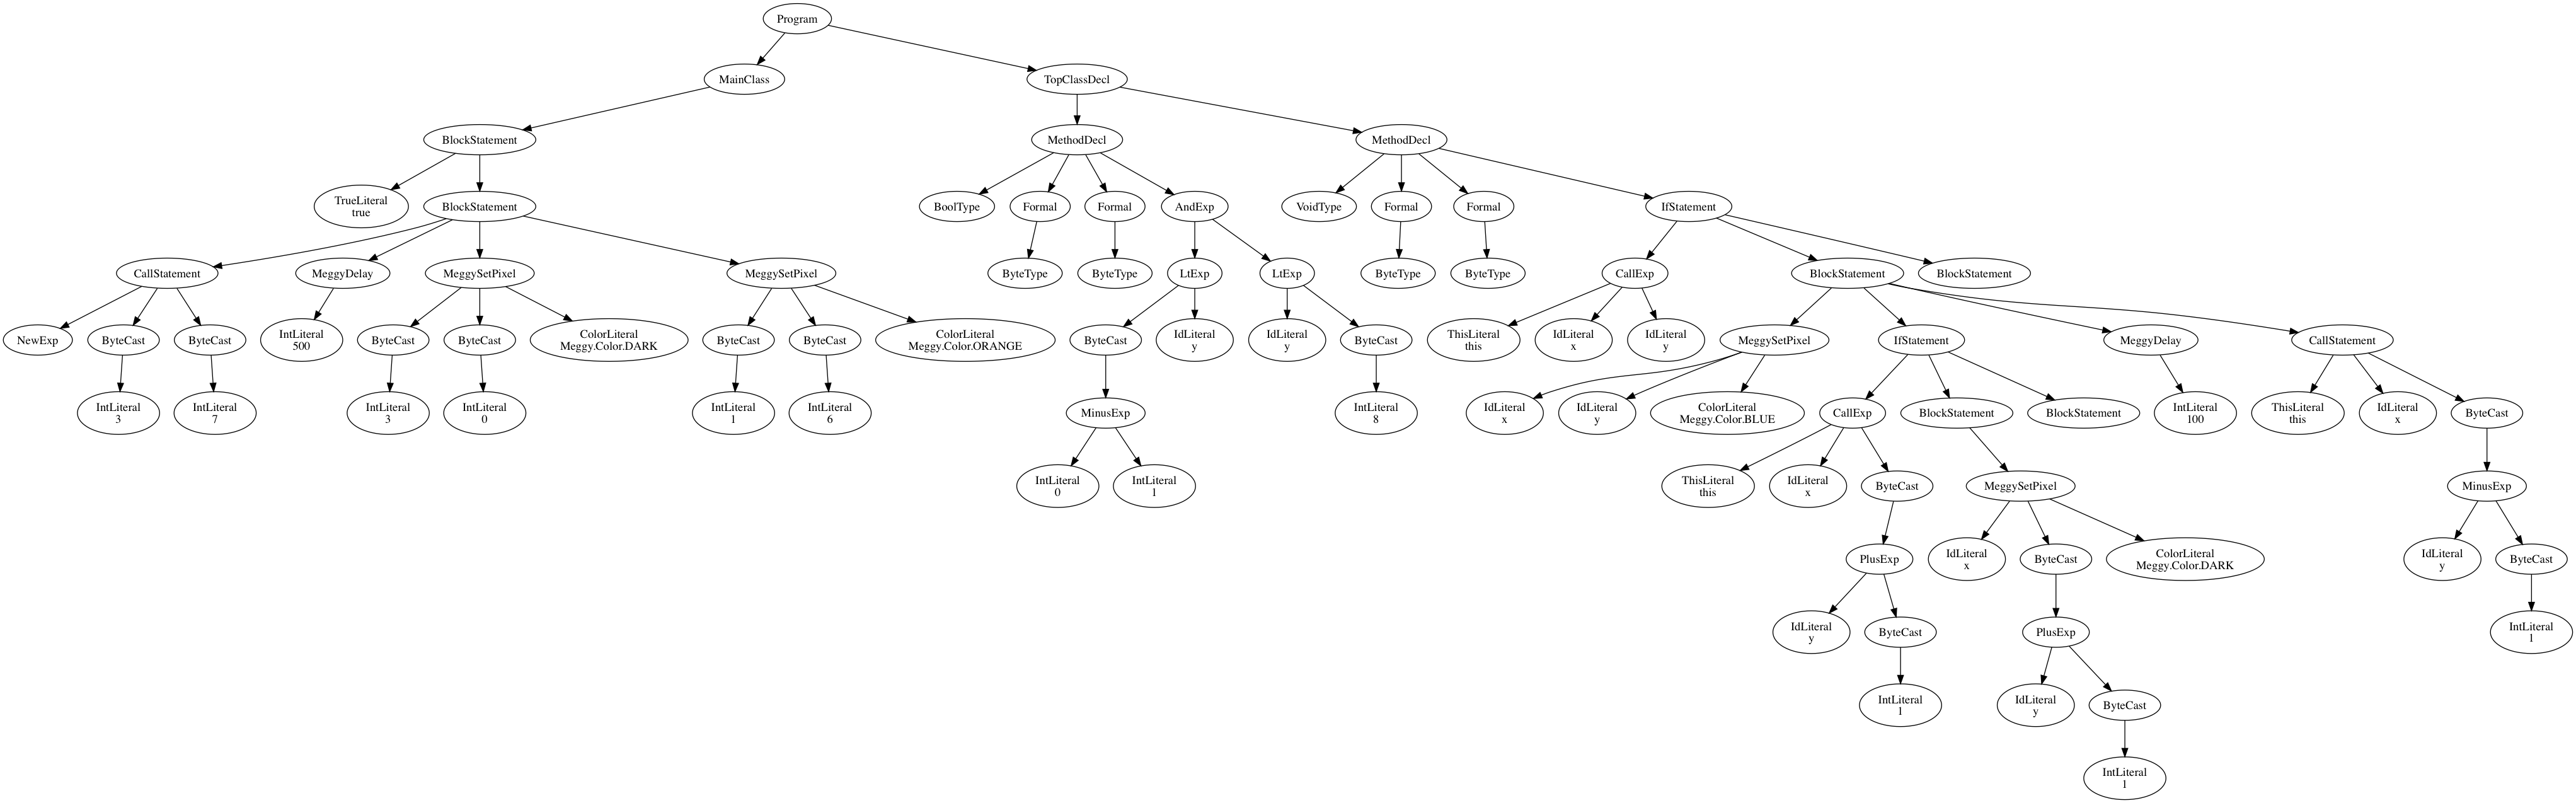 Program
MainClass
TopClassDecl
BlockStatement
MethodDecl
MethodDecl
TrueLiteral
true
BlockStatement
BoolType
Formal
Formal
AndExp
VoidType
Formal
Formal
IfStatement
CallStatement
MeggyDelay
MeggySetPixel
MeggySetPixel
ByteType
ByteType
LtExp
LtExp
ByteType
ByteType
CallExp
BlockStatement
BlockStatement
NewExp
ByteCast
ByteCast
IntLiteral
500
ByteCast
ByteCast
ColorLiteral
Meggy.Color.DARK
ByteCast
ByteCast
ColorLiteral
Meggy.Color.ORANGE
ByteCast
IdLiteral
y
IdLiteral
y
ByteCast
ThisLiteral
this
IdLiteral
x
IdLiteral
y
MeggySetPixel
IfStatement
MeggyDelay
CallStatement
IntLiteral
3
IntLiteral
7
IntLiteral
3
IntLiteral
0
IntLiteral
1
IntLiteral
6
MinusExp
IntLiteral
8
IdLiteral
x
IdLiteral
y
ColorLiteral
Meggy.Color.BLUE
CallExp
BlockStatement
BlockStatement
IntLiteral
100
ThisLiteral
this
IdLiteral
x
ByteCast
IntLiteral
0
IntLiteral
1
ThisLiteral
this
IdLiteral
x
ByteCast
MeggySetPixel
MinusExp
PlusExp
IdLiteral
x
ByteCast
ColorLiteral
Meggy.Color.DARK
IdLiteral
y
ByteCast
IdLiteral
y
ByteCast
PlusExp
IntLiteral
1
IntLiteral
1
IdLiteral
y
ByteCast
IntLiteral
1